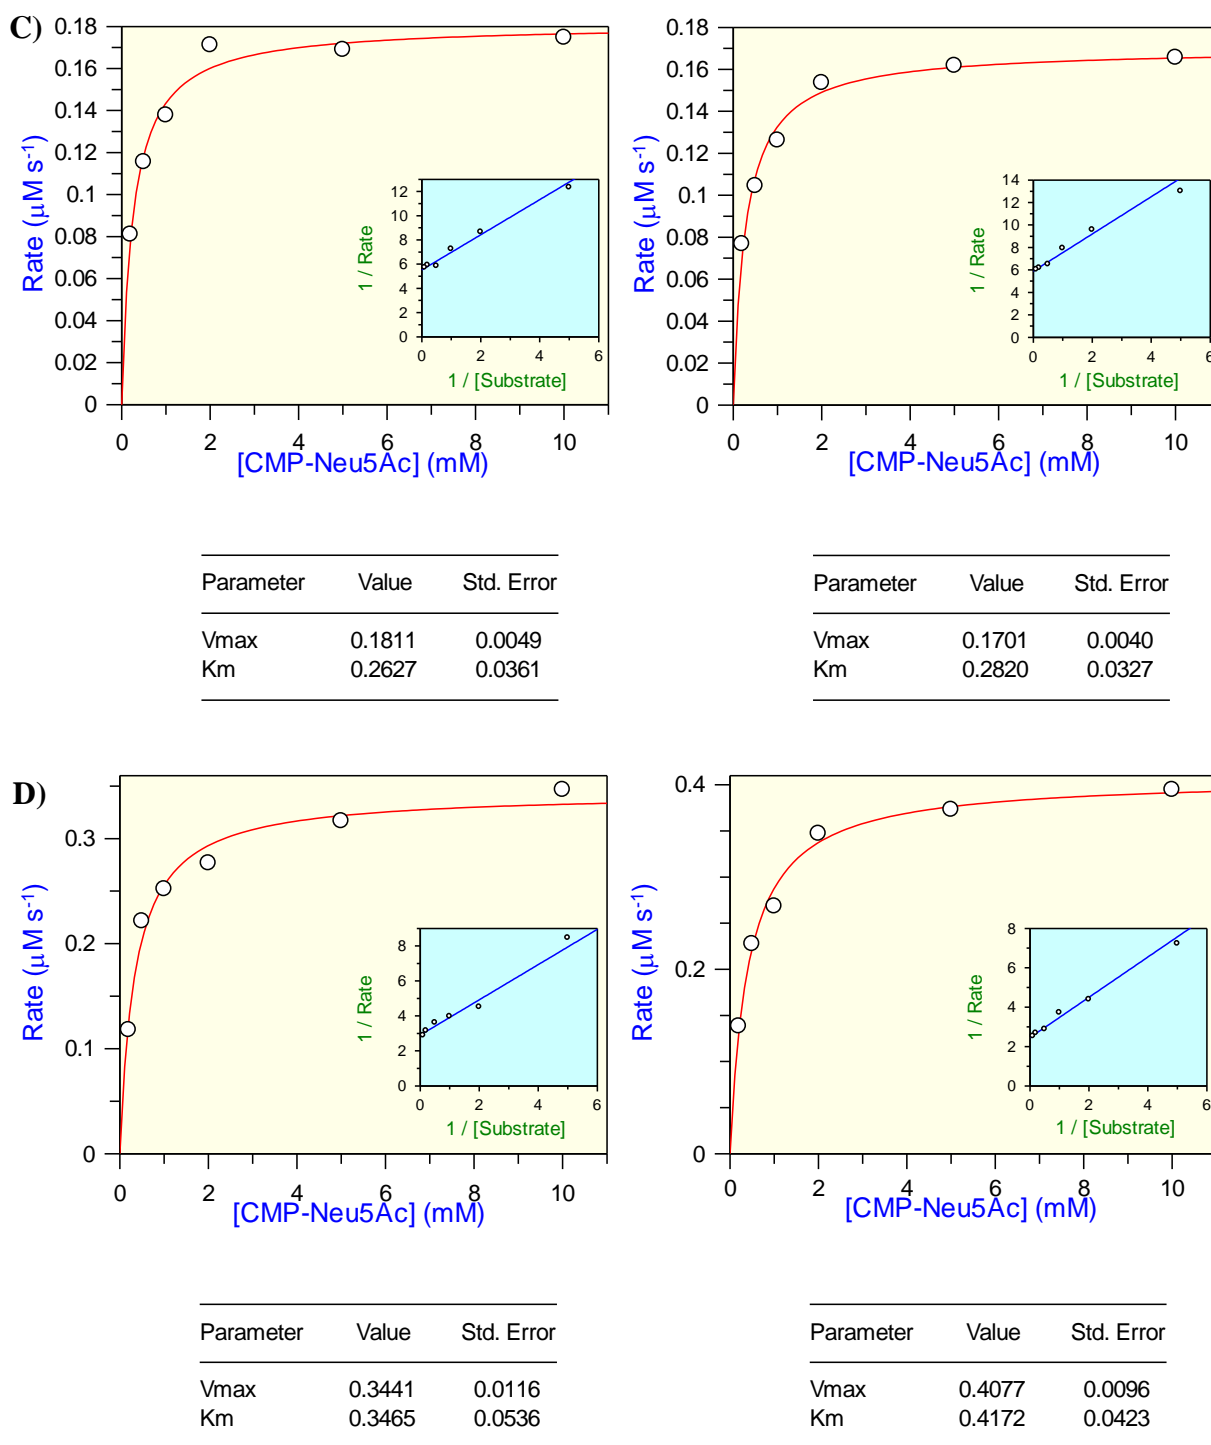 C)
Rate (μM s-1)
0.18
0.16
0.14
0.12
0.1
0.08
0.06
0.04
0.02
0
0 2 4 6 8 10
[CMP-Neu5Ac] (mM)
1 / Rate
12
10
8
6
4
2
0
0 2 4 6
1 / [Substrate]
Rate (μM s-1)
0.18
0.16
0.14
0.12
0.1
0.08
0.06
0.04
0.02
0
0 2 4 6 8 10
[CMP-Neu5Ac] (mM)
1 / Rate
14
12
10
8
6
4
2
0
0 2 4 6
1 / [Substrate]
Parameter Value Std. Error
Vmax 0.1811 0.0049
Km 0.2627 0.0361
Parameter Value Std. Error
Vmax 0.1701 0.0040
Km 0.2820 0.0327
D)
Rate (μM s-1)
0.3
0.2
0.1
0
0 2 4 6 8 10
[CMP-Neu5Ac] (mM)
1 / Rate
8
6
4
2
0
0 2 4 6
1 / [Substrate]
Rate (μM s-1)
0.4
0.2
0
0 2 4 6 8 10
[CMP-Neu5Ac] (mM)
1 / Rate
8
6
4
2
0
0 2 4 6
1 / [Substrate]
Parameter Value Std. Error
Vmax 0.3441 0.0116
Km 0.3465 0.0536
Parameter Value Std. Error
Vmax 0.4077 0.0096
Km 0.4172 0.0423